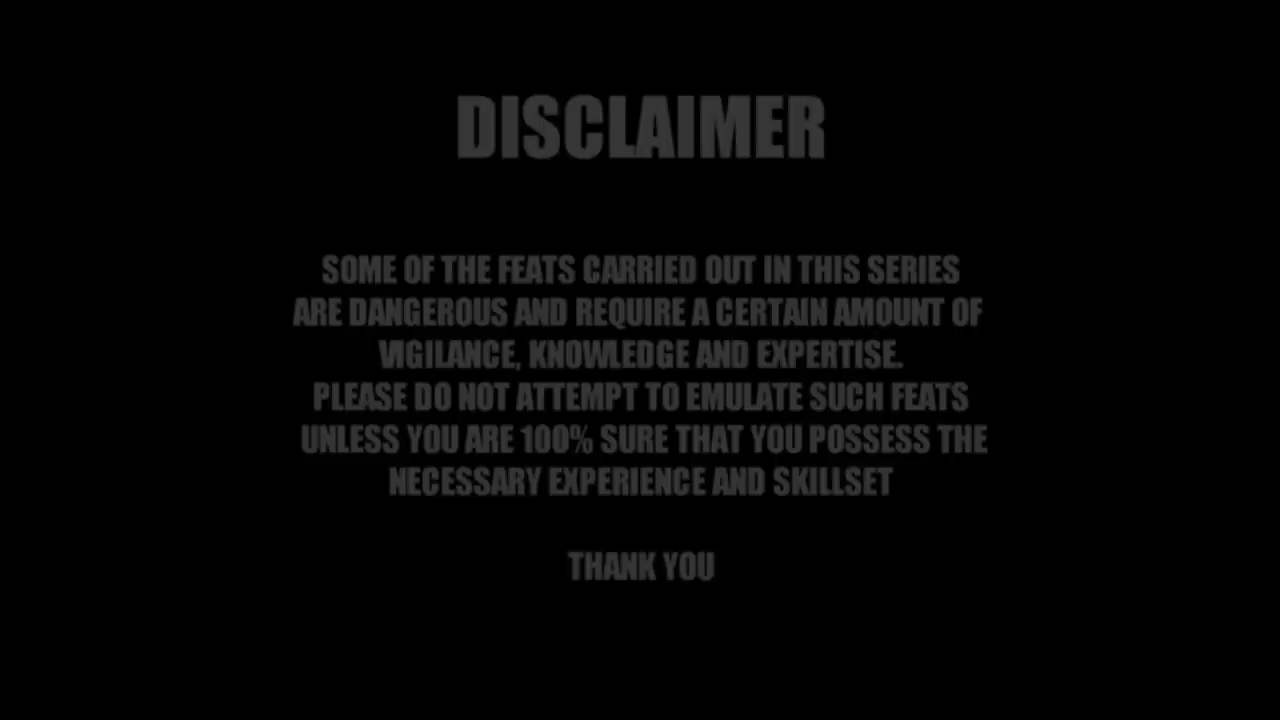 DISCLAIMER
SOME OF THE FEATS CARRIED OUT IN THIS SERIES
ARE DANGEROUS AND REQUIRE A CERTAIN AMOUNT OF
VIGILANCE, KNOWLEDGE AND EXPERTISE.
PLEASE DO NOT ATTEMPT TO EMULATE SUCH FEATS
UNLESS YOU ARE 100% SURE THAT YOU POSSESS THE
NECESSARY EXPERIENCE AND SKILLSET
THANK YOU